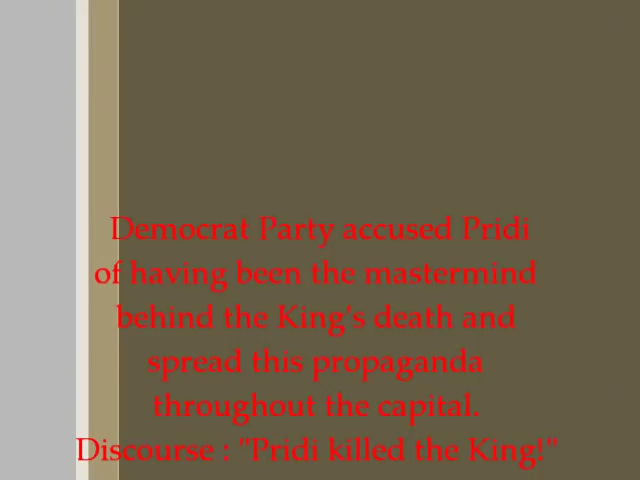 Democrat Party accused Pridi
of having been the mastermind
behind the King's death and
spread this propaganda
throughout the capital.
Discourse : "Pridi killed the King!"